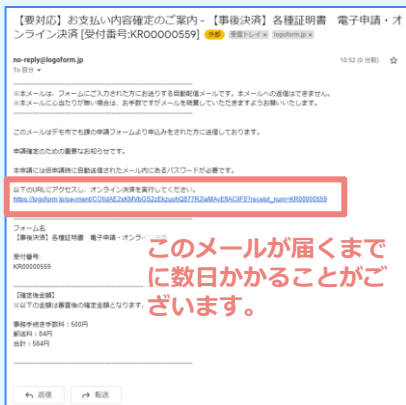 【要対応】お支払い内容確定のご案内 - 【事後決済】各種証明書　電子申請・オ
ンライン決済 [受付番号:KR00000559] 外部 受信トレイ× logoform.jp×
no-reply@logoform.jp 10:52 (0 分前)
To 自分
※本メールは、フォームにご入力された方にお送りする自動配信メールです。本メールへの返信はできません。
※本メールに心当たりが無い場合は、お手数ですがメールを破棄していただきますようお願いいたします。
このメールはデモ市でも課の申請フォームより申込みをされた方に送信しております。
申請確定のための重要なお知らせです。
本申請には仮申請時に自動送信されたメール内にあるパスワードが必要です。
以下のURLにアクセスし、オンライン決済を実行してください。
フォーム名:
【事後決済】各種証明書　電子申請・オンライン
受付番号
KR00000559
【確定後金額】
※以下の金額は審査後の確定金額となります。
事務手続き手数料：500円
郵送料：84円
合計：584円
このメールが届くまで
に数日かかることがご
ざいます。
返信 転送